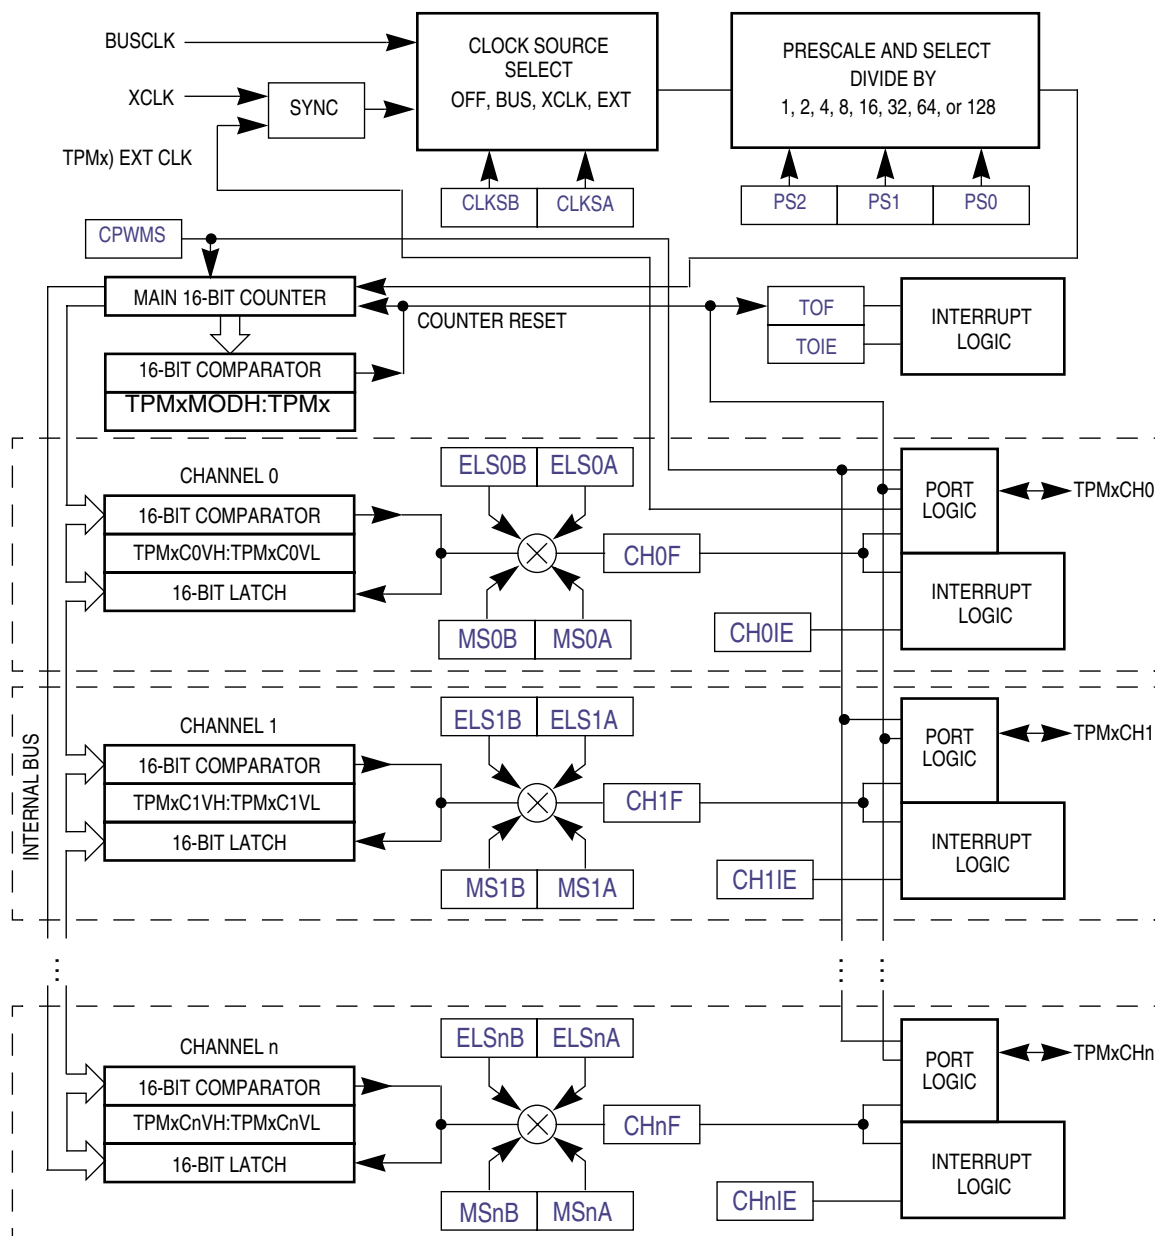 BUSCLK
CLOCK SOURCE
SELECT
OFF, BUS, XCLK, EXT
PRESCALE AND SELECT
DIVIDE BY
1, 2, 4, 8, 16, 32, 64, or 128
XCLK
SYNC
TPMx) EXT CLK
CLKSB
CLKSA
PS2
PS1
PS0
CPWMS
MAIN 16-BIT COUNTER
COUNTER RESET
TOF
TOIE
INTERRUPT
LOGIC
16-BIT COMPARATOR
TPMxMODH:TPMx
CHANNEL 0
ELS0B
ELS0A
PORT
LOGIC
TPMxCH0
16-BIT COMPARATOR
TPMxC0VH:TPMxC0VL
16-BIT LATCH
CH0F
INTERRUPT
LOGIC
MS0B
MS0A
CH0IE
INTERNAL BUS
CHANNEL 1
ELS1B
ELS1A
PORT
LOGIC
TPMxCH1
16-BIT COMPARATOR
TPMxC1VH:TPMxC1VL
16-BIT LATCH
CH1F
INTERRUPT
LOGIC
MS1B
MS1A
CH1IE
CHANNEL n
ELSnB
ELSnA
PORT
LOGIC
TPMxCHn
16-BIT COMPARATOR
TPMxCnVH:TPMxCnVL
16-BIT LATCH
CHnF
INTERRUPT
LOGIC
MSnB
MSnA
CHnIE